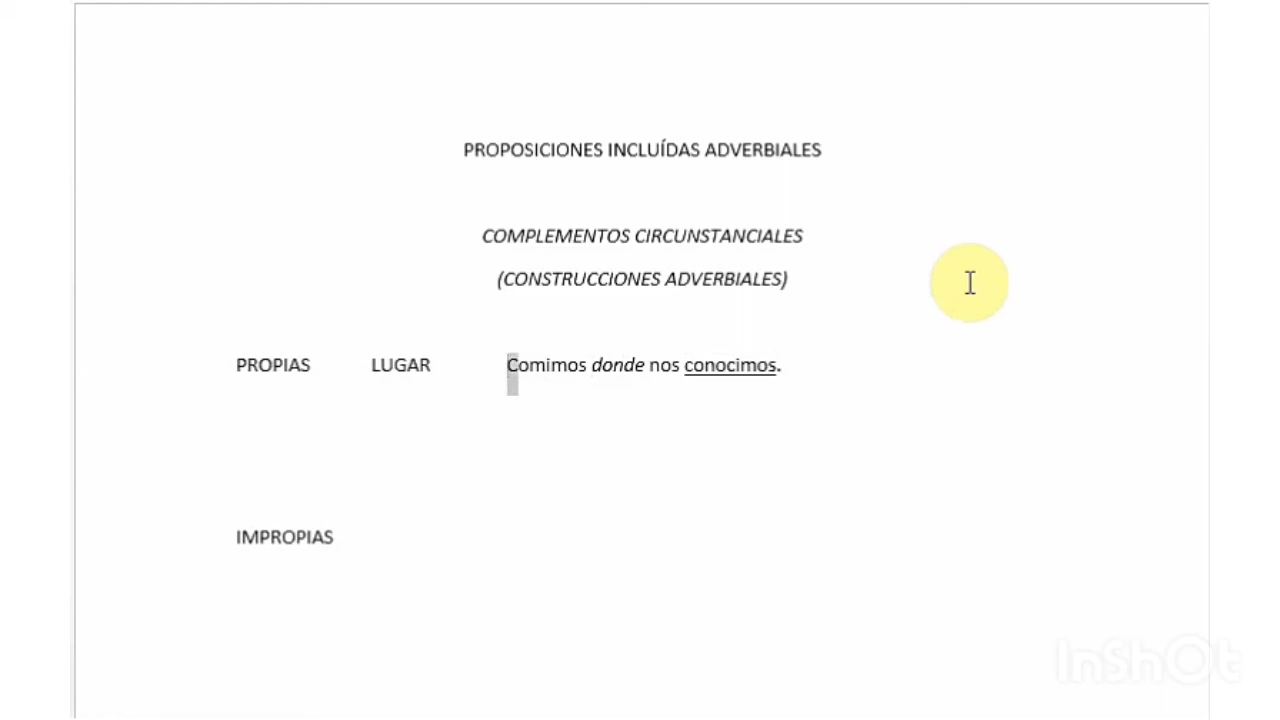 PROPOSICIONES INCLUÍDAS ADVERBIALES
COMPLEMENTOS CIRCUNSTANCIALES
(CONSTRUCCIONES ADVERBIALES)
PROPIAS LUGAR Comimos donde nos conocimos.
IMPROPIAS
InShOt